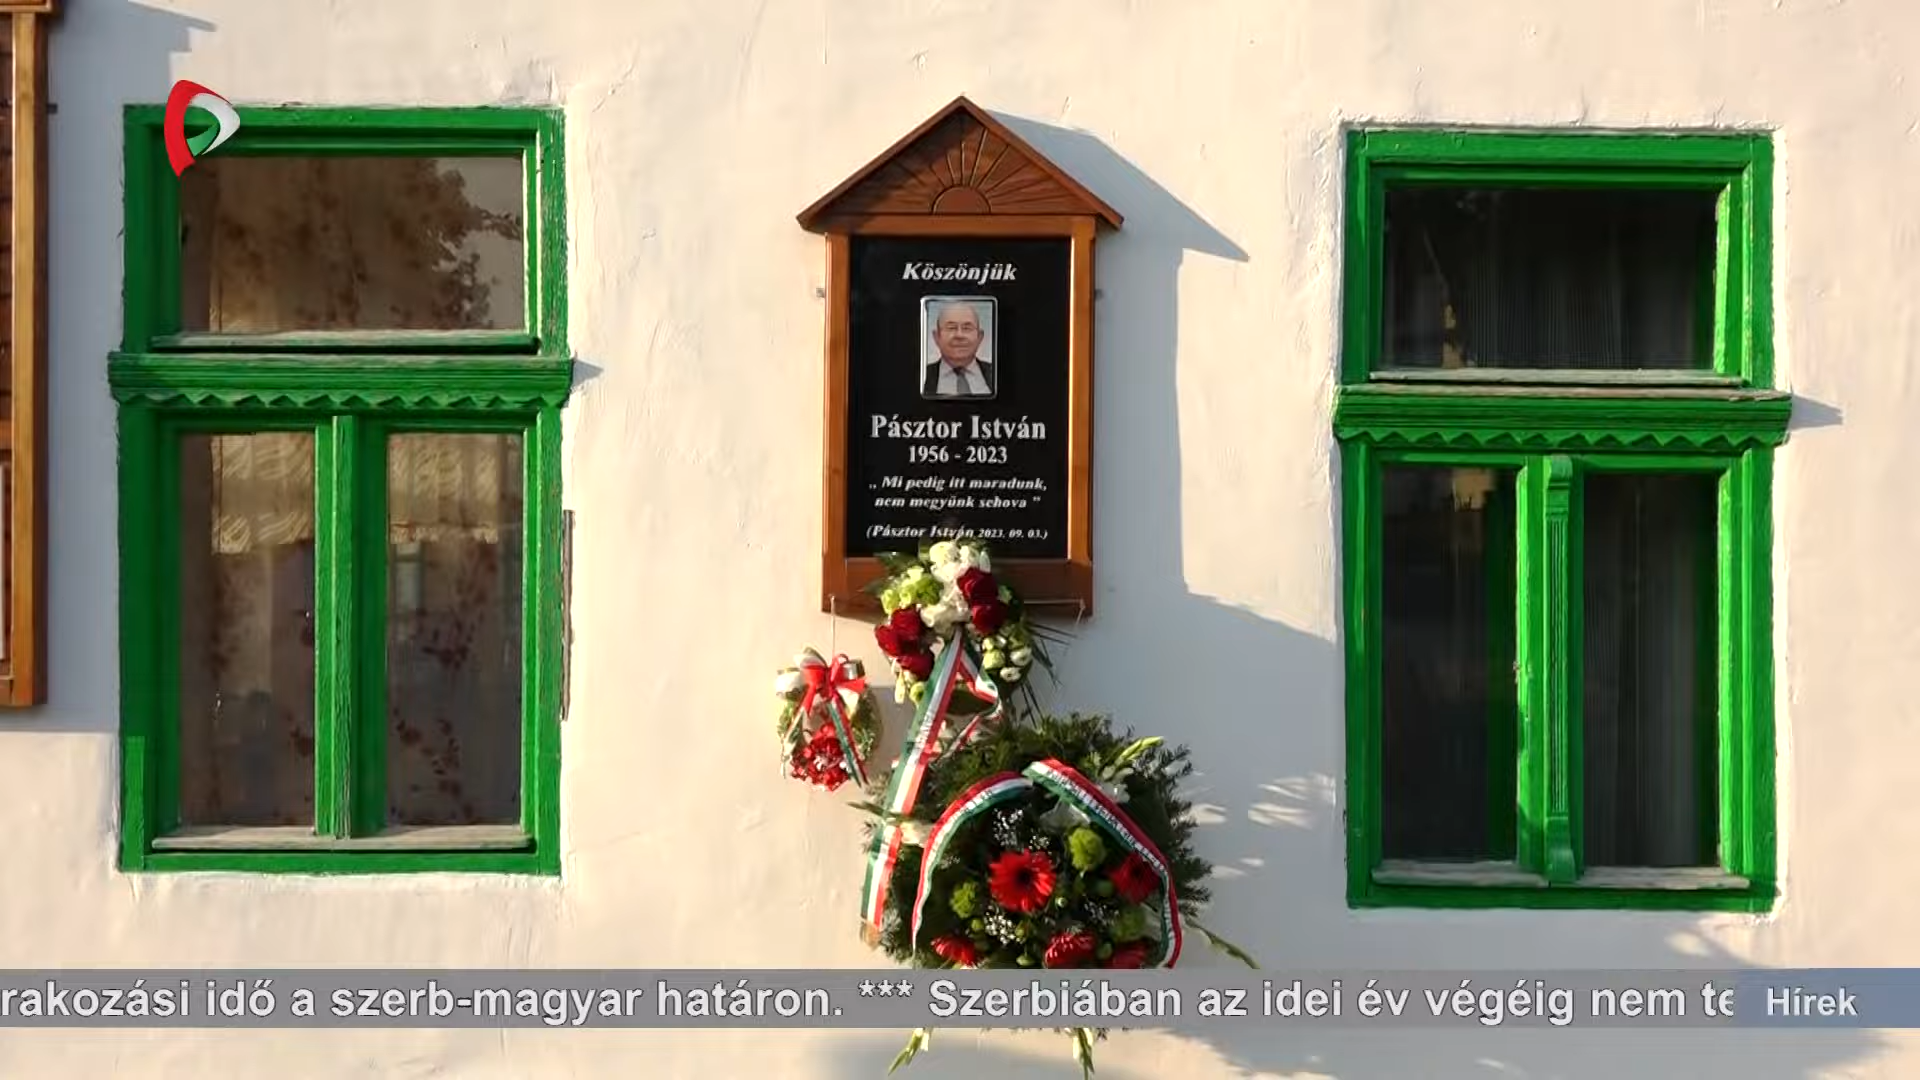 Köszönjük
Pásztor István
1956 - 2023
„ Mi pedig itt maradunk,
nem megyünk sehova ”
(Pásztor István 2023. 09. 03.)
rakozási idő a szerb-magyar határon. *** Szerbiában az idei év végéig nem te
Hírek